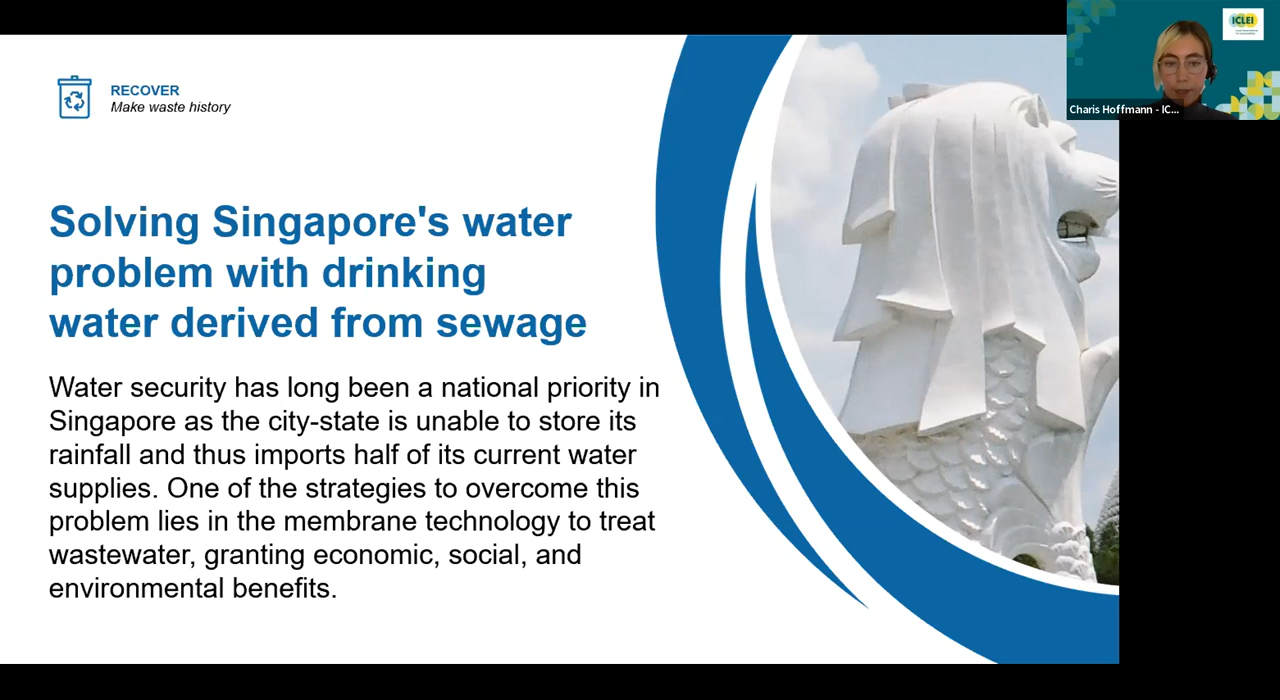 RECOVER
Make waste history
Solving Singapore's water
problem with drinking
water derived from sewage
Water security has long been a national priority in
Singapore as the city-state is unable to store its
rainfall and thus imports half of its current water
supplies. One of the strategies to overcome this
problem lies in the membrane technology to treat
wastewater, granting economic, social, and
environmental benefits.
ICLEI
Charis Hoffmann - IC...